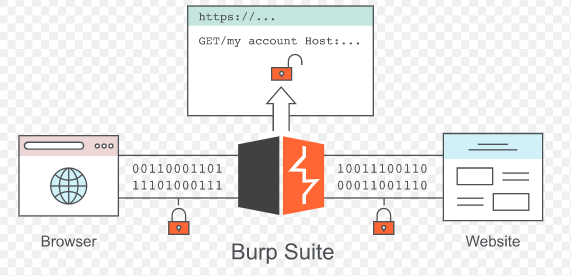 https://...
GET/my account Host:...
00110001101
11101000111
10011100110
00011001110
Browser
Burp Suite
Website